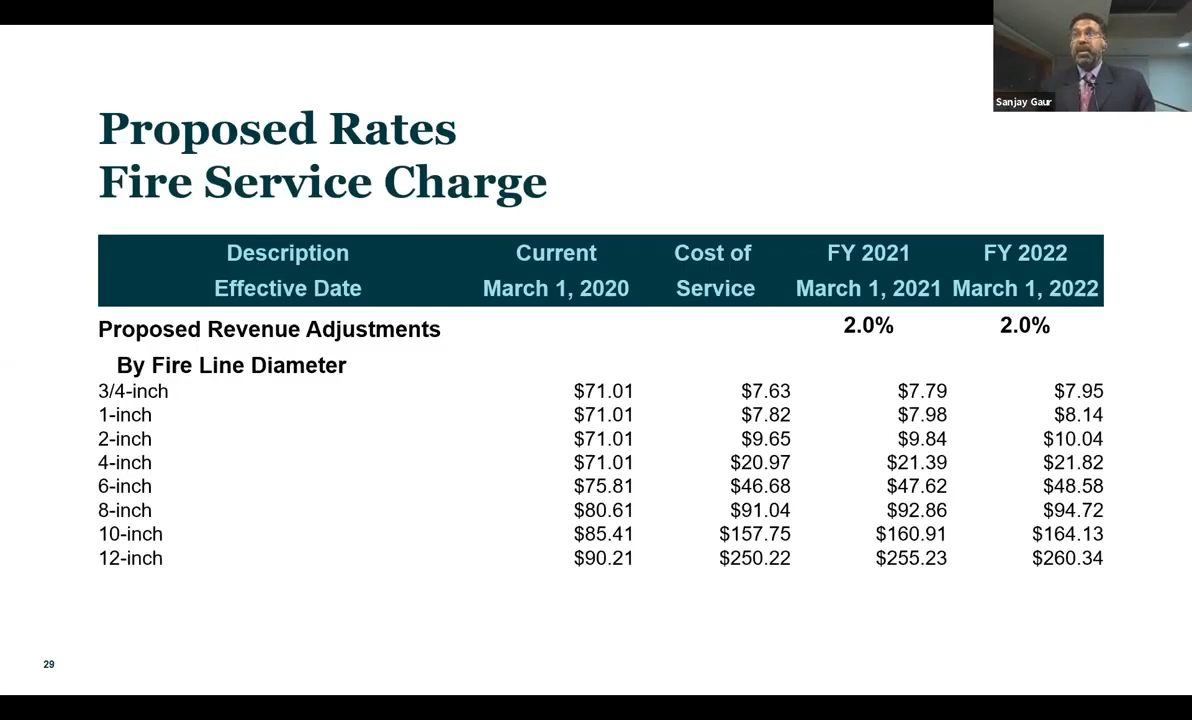 Sanjay Gaur
Proposed Rates
Fire Service Charge
Description Current Cost of FY 2021 FY 2022
Effective Date March 1, 2020 Service March 1, 2021 March 1, 2022
Proposed Revenue Adjustments 2.0% 2.0%
By Fire Line Diameter
3/4-inch $71.01 $7.63 $7.79 $7.95
1-inch $71.01 $7.82 $7.98 $8.14
2-inch $71.01 $9.65 $9.84 $10.04
4-inch $71.01 $20.97 $21.39 $21.82
6-inch $75.81 $46.68 $47.62 $48.58
8-inch $80.61 $91.04 $92.86 $94.72
10-inch $85.41 $157.75 $160.91 $164.13
12-inch $90.21 $250.22 $255.23 $260.34
29